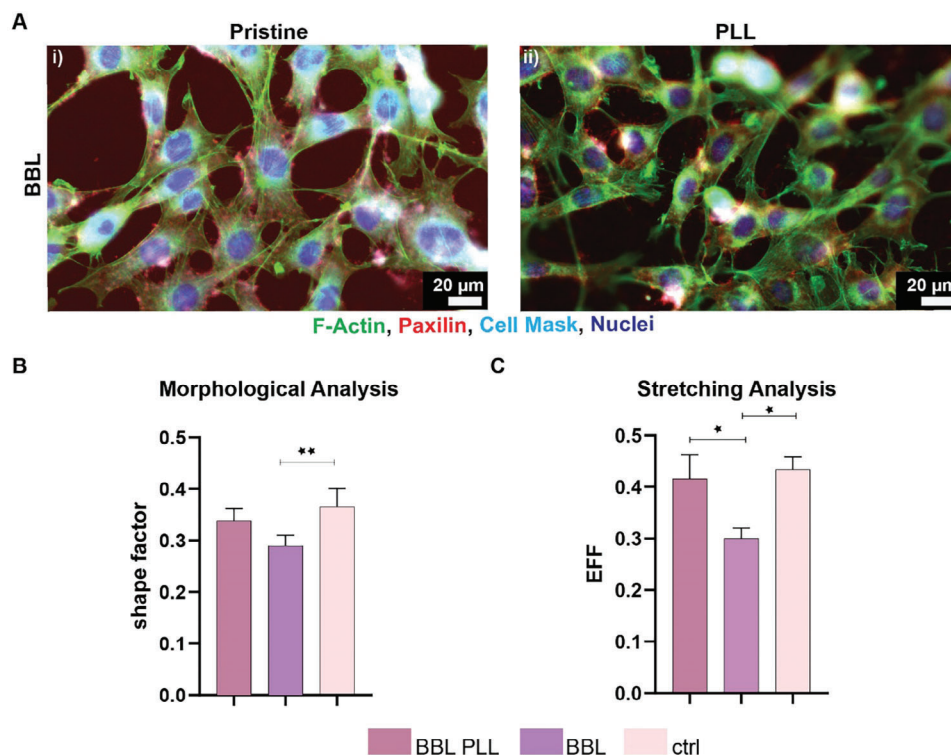 A
Pristine
PLL
i)
ii)
BBL
20 µm
20 µm
F-Actin, Paxilin, Cell Mask, Nuclei
B
C
Morphological Analysis
Stretching Analysis
0.5
0.4
0.3
0.2
0.1
0.0
shape factor
★★
0.5
0.4
0.3
0.2
0.1
0.0
EFF
★
★
BBL PLL
BBL
ctrl